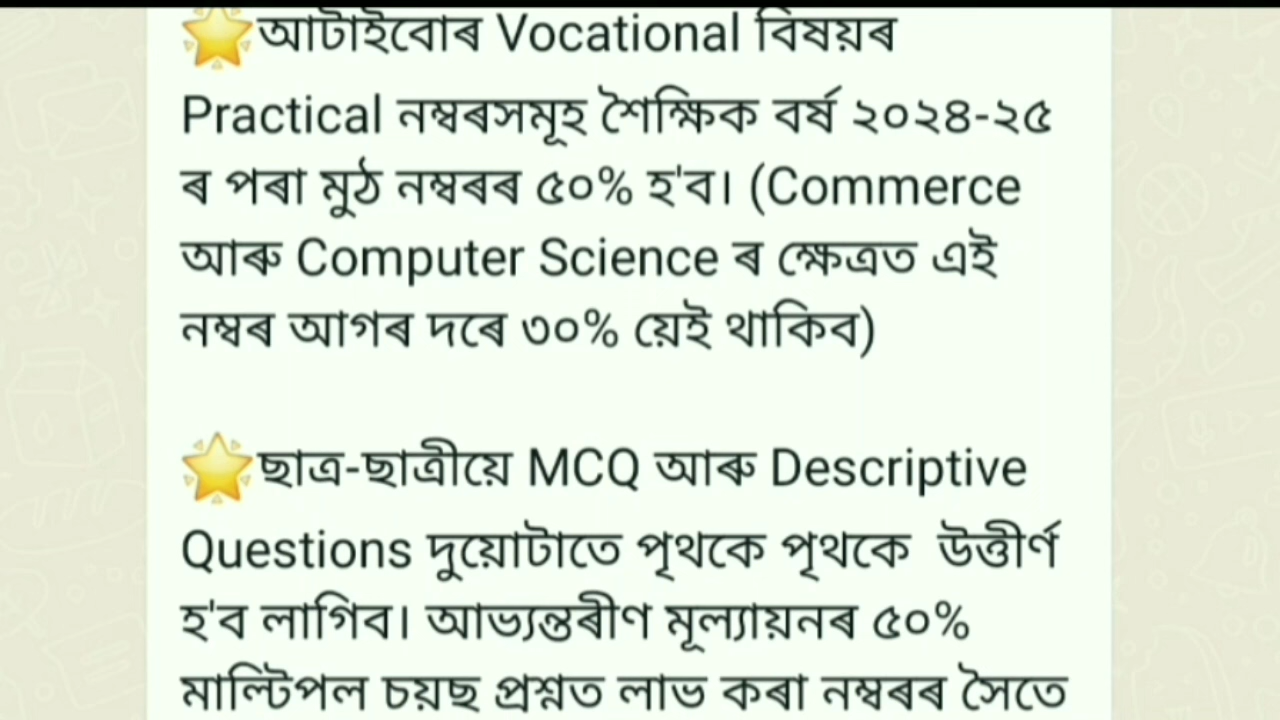 🌟আটাইবোৰ Vocational বিষয়ৰ
Practical নম্বৰসমূহ শৈক্ষিক বৰ্ষ ২০২৪-২৫
ৰ পৰা মুঠ নম্বৰৰ ৫০% হ'ব। (Commerce
আৰু Computer Science ৰ ক্ষেত্ৰত এই
নম্বৰ আগৰ দৰে ৩০% য়েই থাকিব)
🌟ছাত্ৰ-ছাত্ৰীয়ে MCQ আৰু Descriptive
Questions দুয়োটাতে পৃথকে পৃথকে উত্তীৰ্ণ
হ'ব লাগিব। আভ্যন্তৰীণ মূল্যায়নৰ ৫০%
মাল্টিপল চয়ছ প্ৰশ্নত লাভ কৰা নম্বৰৰ সৈতে